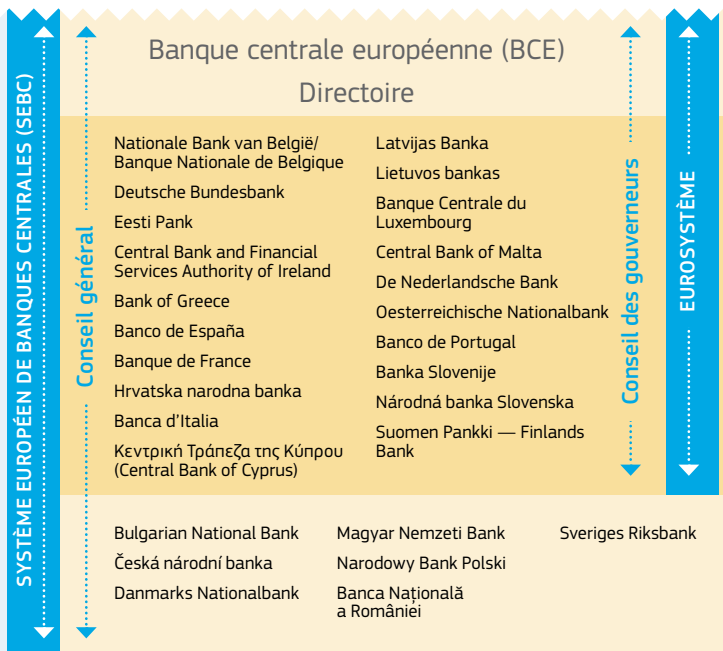 Banque centrale européenne (BCE)
Directoire
SYSTÈME EUROPÉEN DE BANQUES CENTRALES (SEBC)
Conseil général
Nationale Bank van België/
Banque Nationale de Belgique
Deutsche Bundesbank
Eesti Pank
Central Bank and Financial
Services Authority of Ireland
Bank of Greece
Banco de España
Banque de France
Hrvatska narodna banka
Banca d’Italia
Κεντρική Τράπεζα της Κύπρου
(Central Bank of Cyprus)
Latvijas Banka
Lietuvos bankas
Banque Centrale du
Luxembourg
Central Bank of Malta
De Nederlandsche Bank
Oesterreichische Nationalbank
Banco de Portugal
Banka Slovenije
Národná banka Slovenska
Suomen Pankki — Finlands
Bank
Conseil des gouverneurs
EUROSYSTÈME
Bulgarian National Bank
Česká národní banka
Danmarks Nationalbank
Magyar Nemzeti Bank
Narodowy Bank Polski
Banca Națională
a României
Sveriges Riksbank